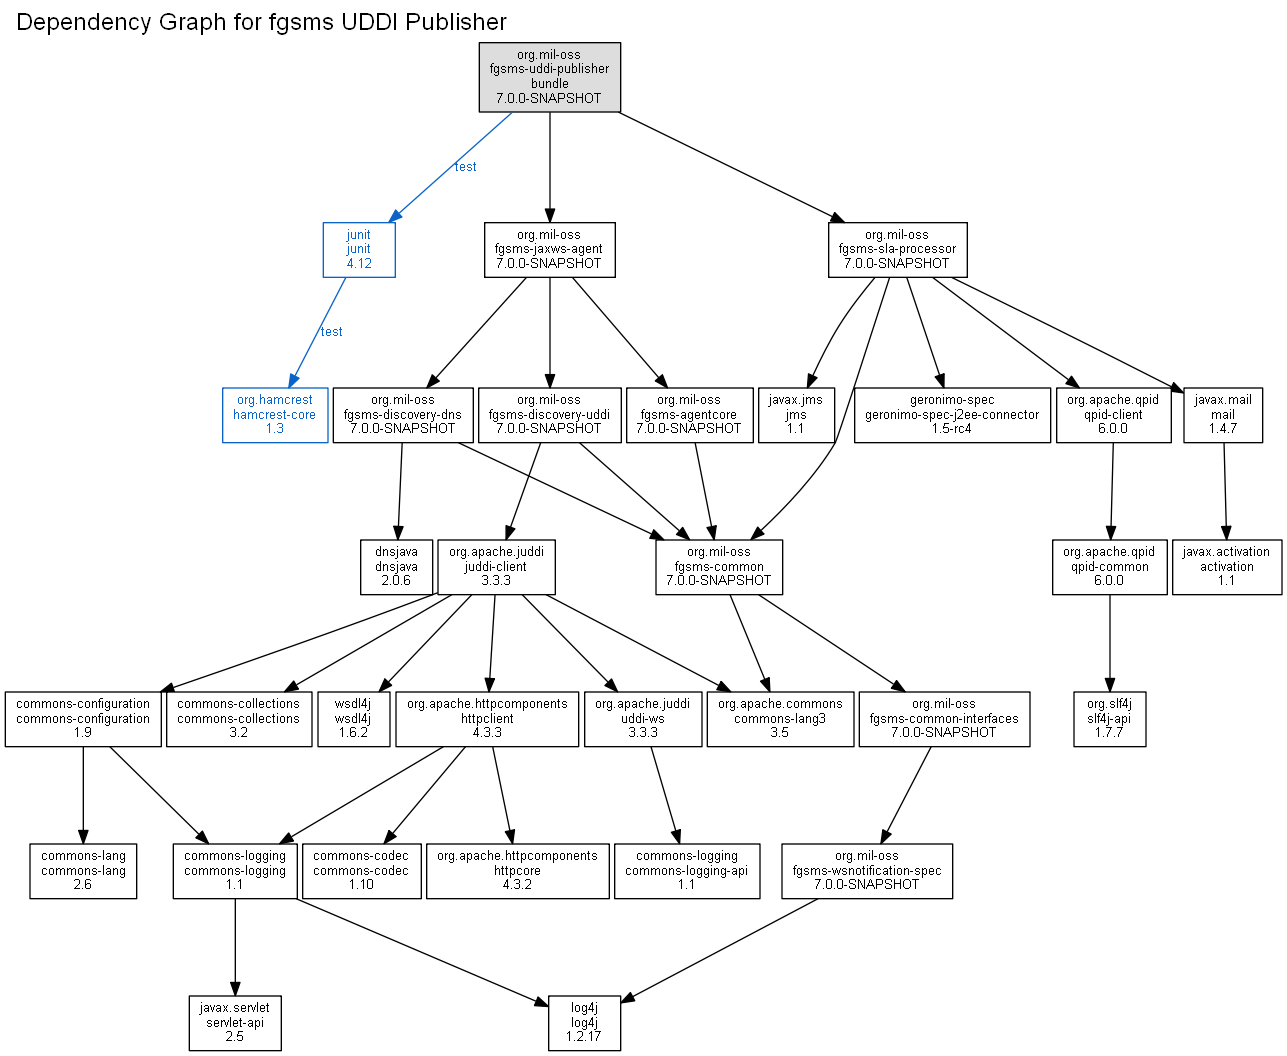 Dependency Graph for fgsms UDDI Publisher
org.mil-oss
fgsms-uddi-publisher
bundle
7.0.0-SNAPSHOT
test
junit
junit
4.12
org.mil-oss
fgsms-jaxws-agent
7.0.0-SNAPSHOT
org.mil-oss
fgsms-sla-processor
7.0.0-SNAPSHOT
test
org.hamcrest
hamcrest-core
1.3
org.mil-oss
fgsms-discovery-dns
7.0.0-SNAPSHOT
org.mil-oss
fgsms-discovery-uddi
7.0.0-SNAPSHOT
org.mil-oss
fgsms-agentcore
7.0.0-SNAPSHOT
javax.jms
jms
1.1
geronimo-spec
geronimo-spec-j2ee-connector
1.5-rc4
org.apache.qpid
qpid-client
6.0.0
javax.mail
mail
1.4.7
dnsjava
dnsjava
2.0.6
org.apache.juddi
juddi-client
3.3.3
org.mil-oss
fgsms-common
7.0.0-SNAPSHOT
org.apache.qpid
qpid-common
6.0.0
javax.activation
activation
1.1
commons-configuration
commons-configuration
1.9
commons-collections
commons-collections
3.2
wsdl4j
wsdl4j
1.6.2
org.apache.httpcomponents
httpclient
4.3.3
org.apache.juddi
uddi-ws
3.3.3
org.apache.commons
commons-lang3
3.5
org.mil-oss
fgsms-common-interfaces
7.0.0-SNAPSHOT
org.slf4j
slf4j-api
1.7.7
commons-lang
commons-lang
2.6
commons-logging
commons-logging
1.1
commons-codec
commons-codec
1.10
org.apache.httpcomponents
httpcore
4.3.2
commons-logging
commons-logging-api
1.1
org.mil-oss
fgsms-wsnotification-spec
7.0.0-SNAPSHOT
javax.servlet
servlet-api
2.5
log4j
log4j
1.2.17